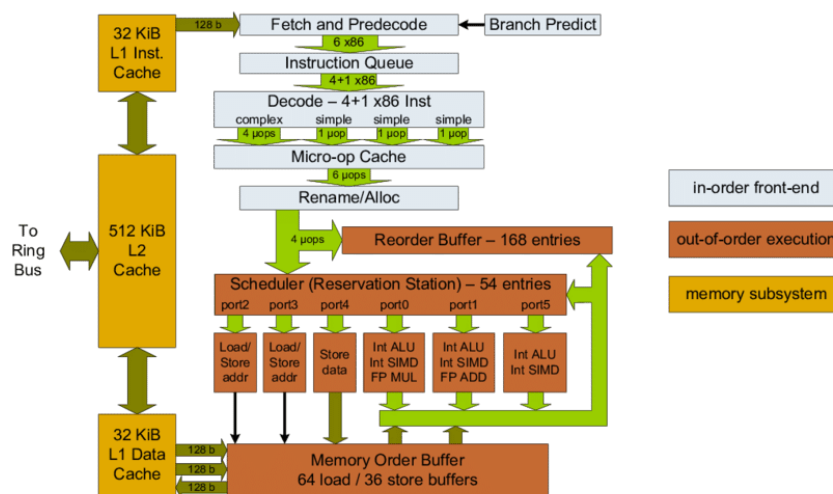 32 KiB
L1 Inst.
Cache
128 b
Fetch and Predecode
Branch Predict
6 x86
Instruction Queue
4+1 x86
Decode – 4+1 x86 Inst
complex simple simple simple
4 µops 1 µop 1 µop 1 µop
Micro-op Cache
6 µops
Rename/Alloc
To
Ring
Bus
512 KiB
L2
Cache
4 µops
Reorder Buffer – 168 entries
in-order front-end
out-of-order execution
memory subsystem
Scheduler (Reservation Station) – 54 entries
port2 port3 port4 port0 port1 port5
Load/
Store
addr
Load/
Store
addr
Store
data
Int ALU
Int SIMD
FP MUL
Int ALU
Int SIMD
FP ADD
Int ALU
Int SIMD
32 KiB
L1 Data
Cache
128 b
128 b
128 b
Memory Order Buffer
64 load / 36 store buffers